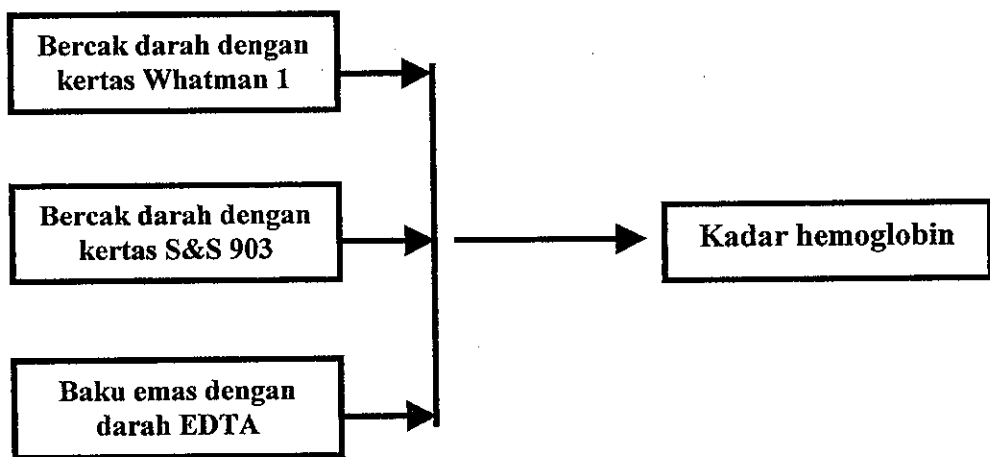 Bercak darah dengan
kertas Whatman 1
Bercak darah dengan
kertas S&S 903
Kadar hemoglobin
Baku emas dengan
darah EDTA